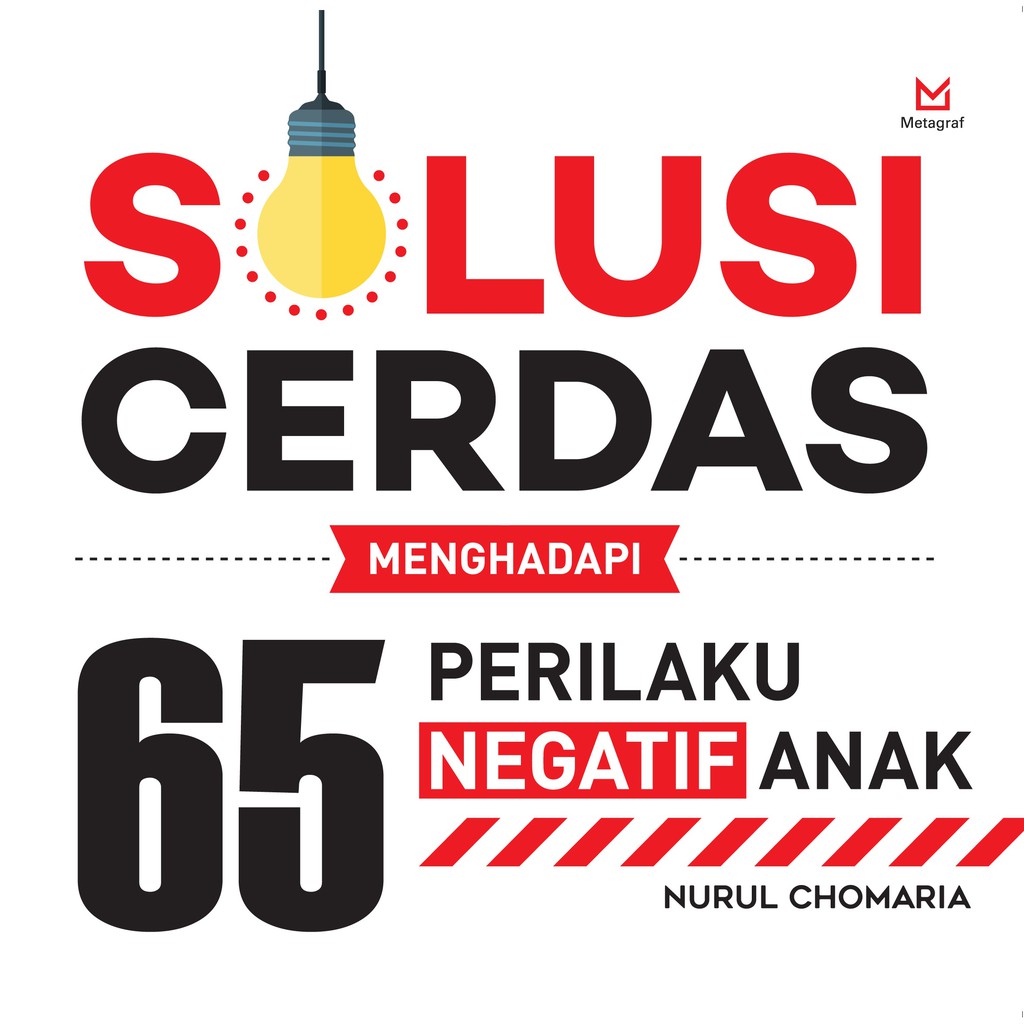 Metagraf
SOLUSI
CERDAS
MENGHADAPI
65
PERILAKU
NEGATIF ANAK
NURUL CHOMARIA